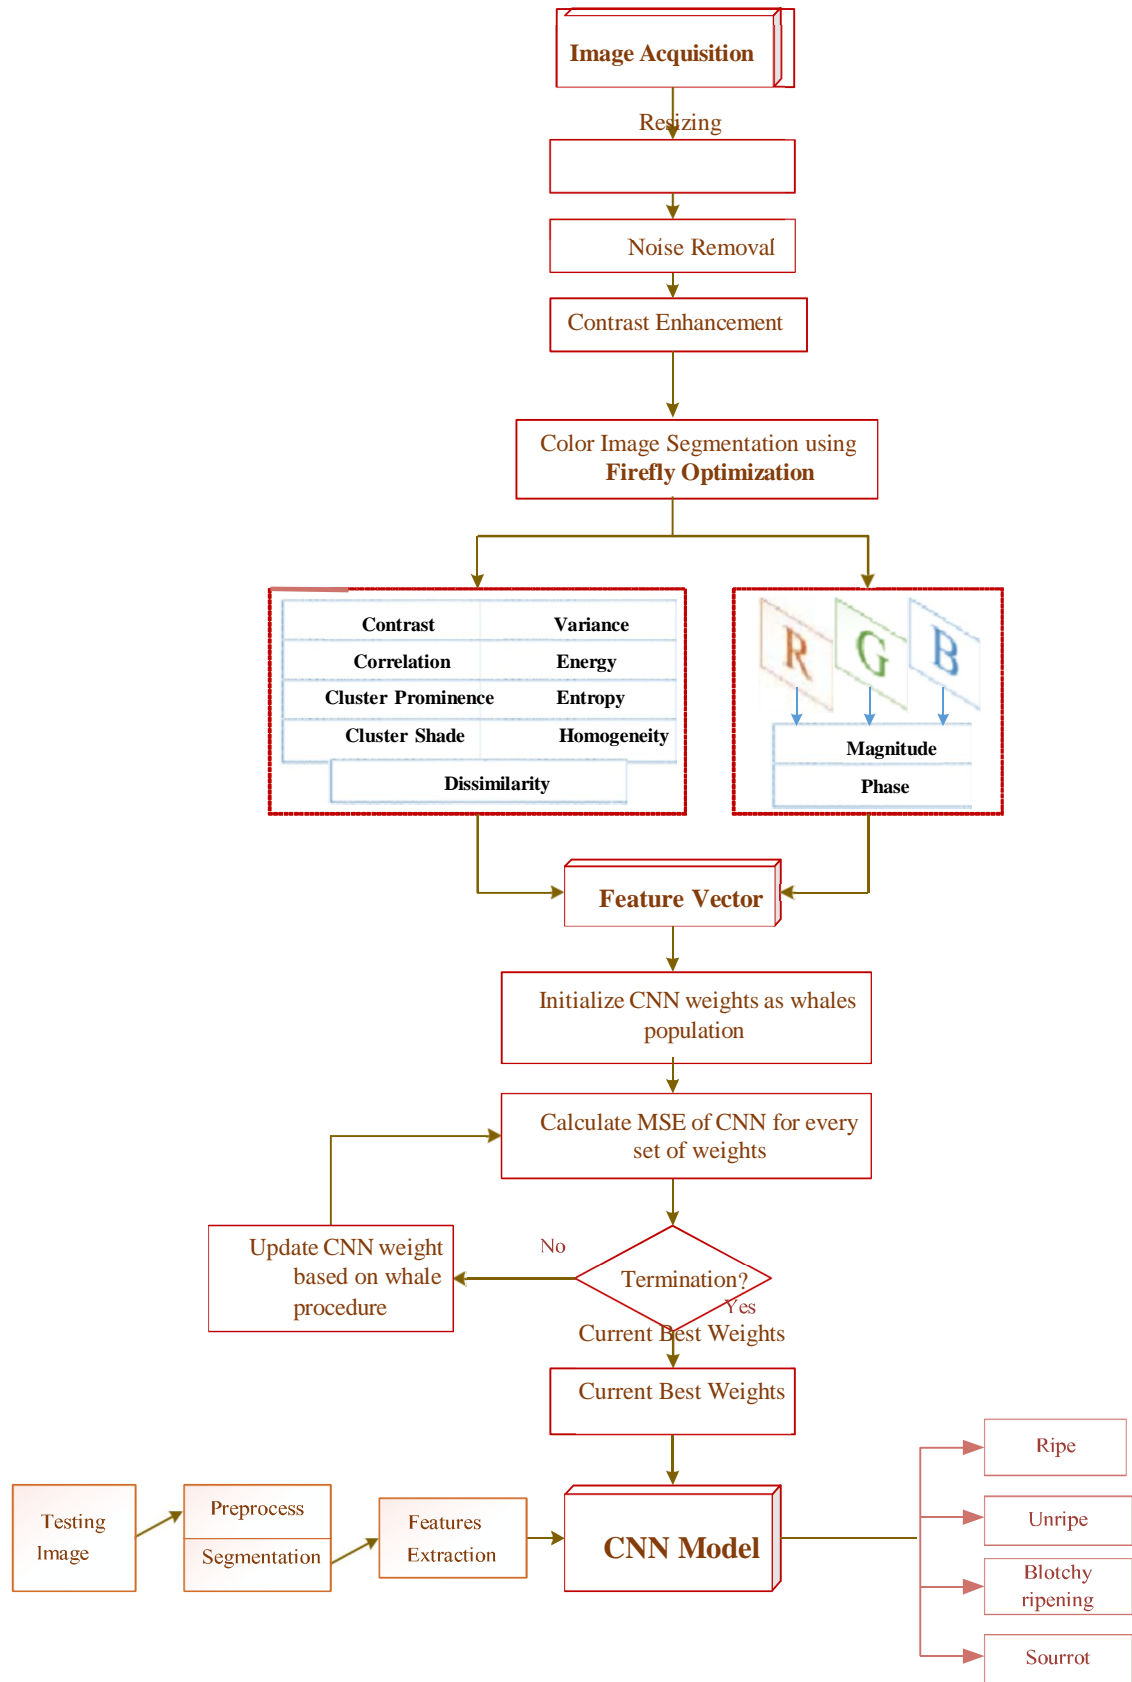 Image Acquisition
Resizing
Noise Removal
Contrast Enhancement
Color Image Segmentation using
Firefly Optimization
Contrast
Variance
Correlation
Energy
Cluster Prominence
Entropy
Cluster Shade
Homogeneity
Dissimilarity
R
G
B
Magnitude
Phase
Feature Vector
Initialize CNN weights as whales
population
Calculate MSE of CNN for every
set of weights
Update CNN weight
based on whale
procedure
No
Termination?
Yes
Current Best Weights
Current Best Weights
Testing
Image
Preprocess
Segmentation
Features
Extraction
CNN Model
Ripe
Unripe
Blotchy
ripening
Sourrot